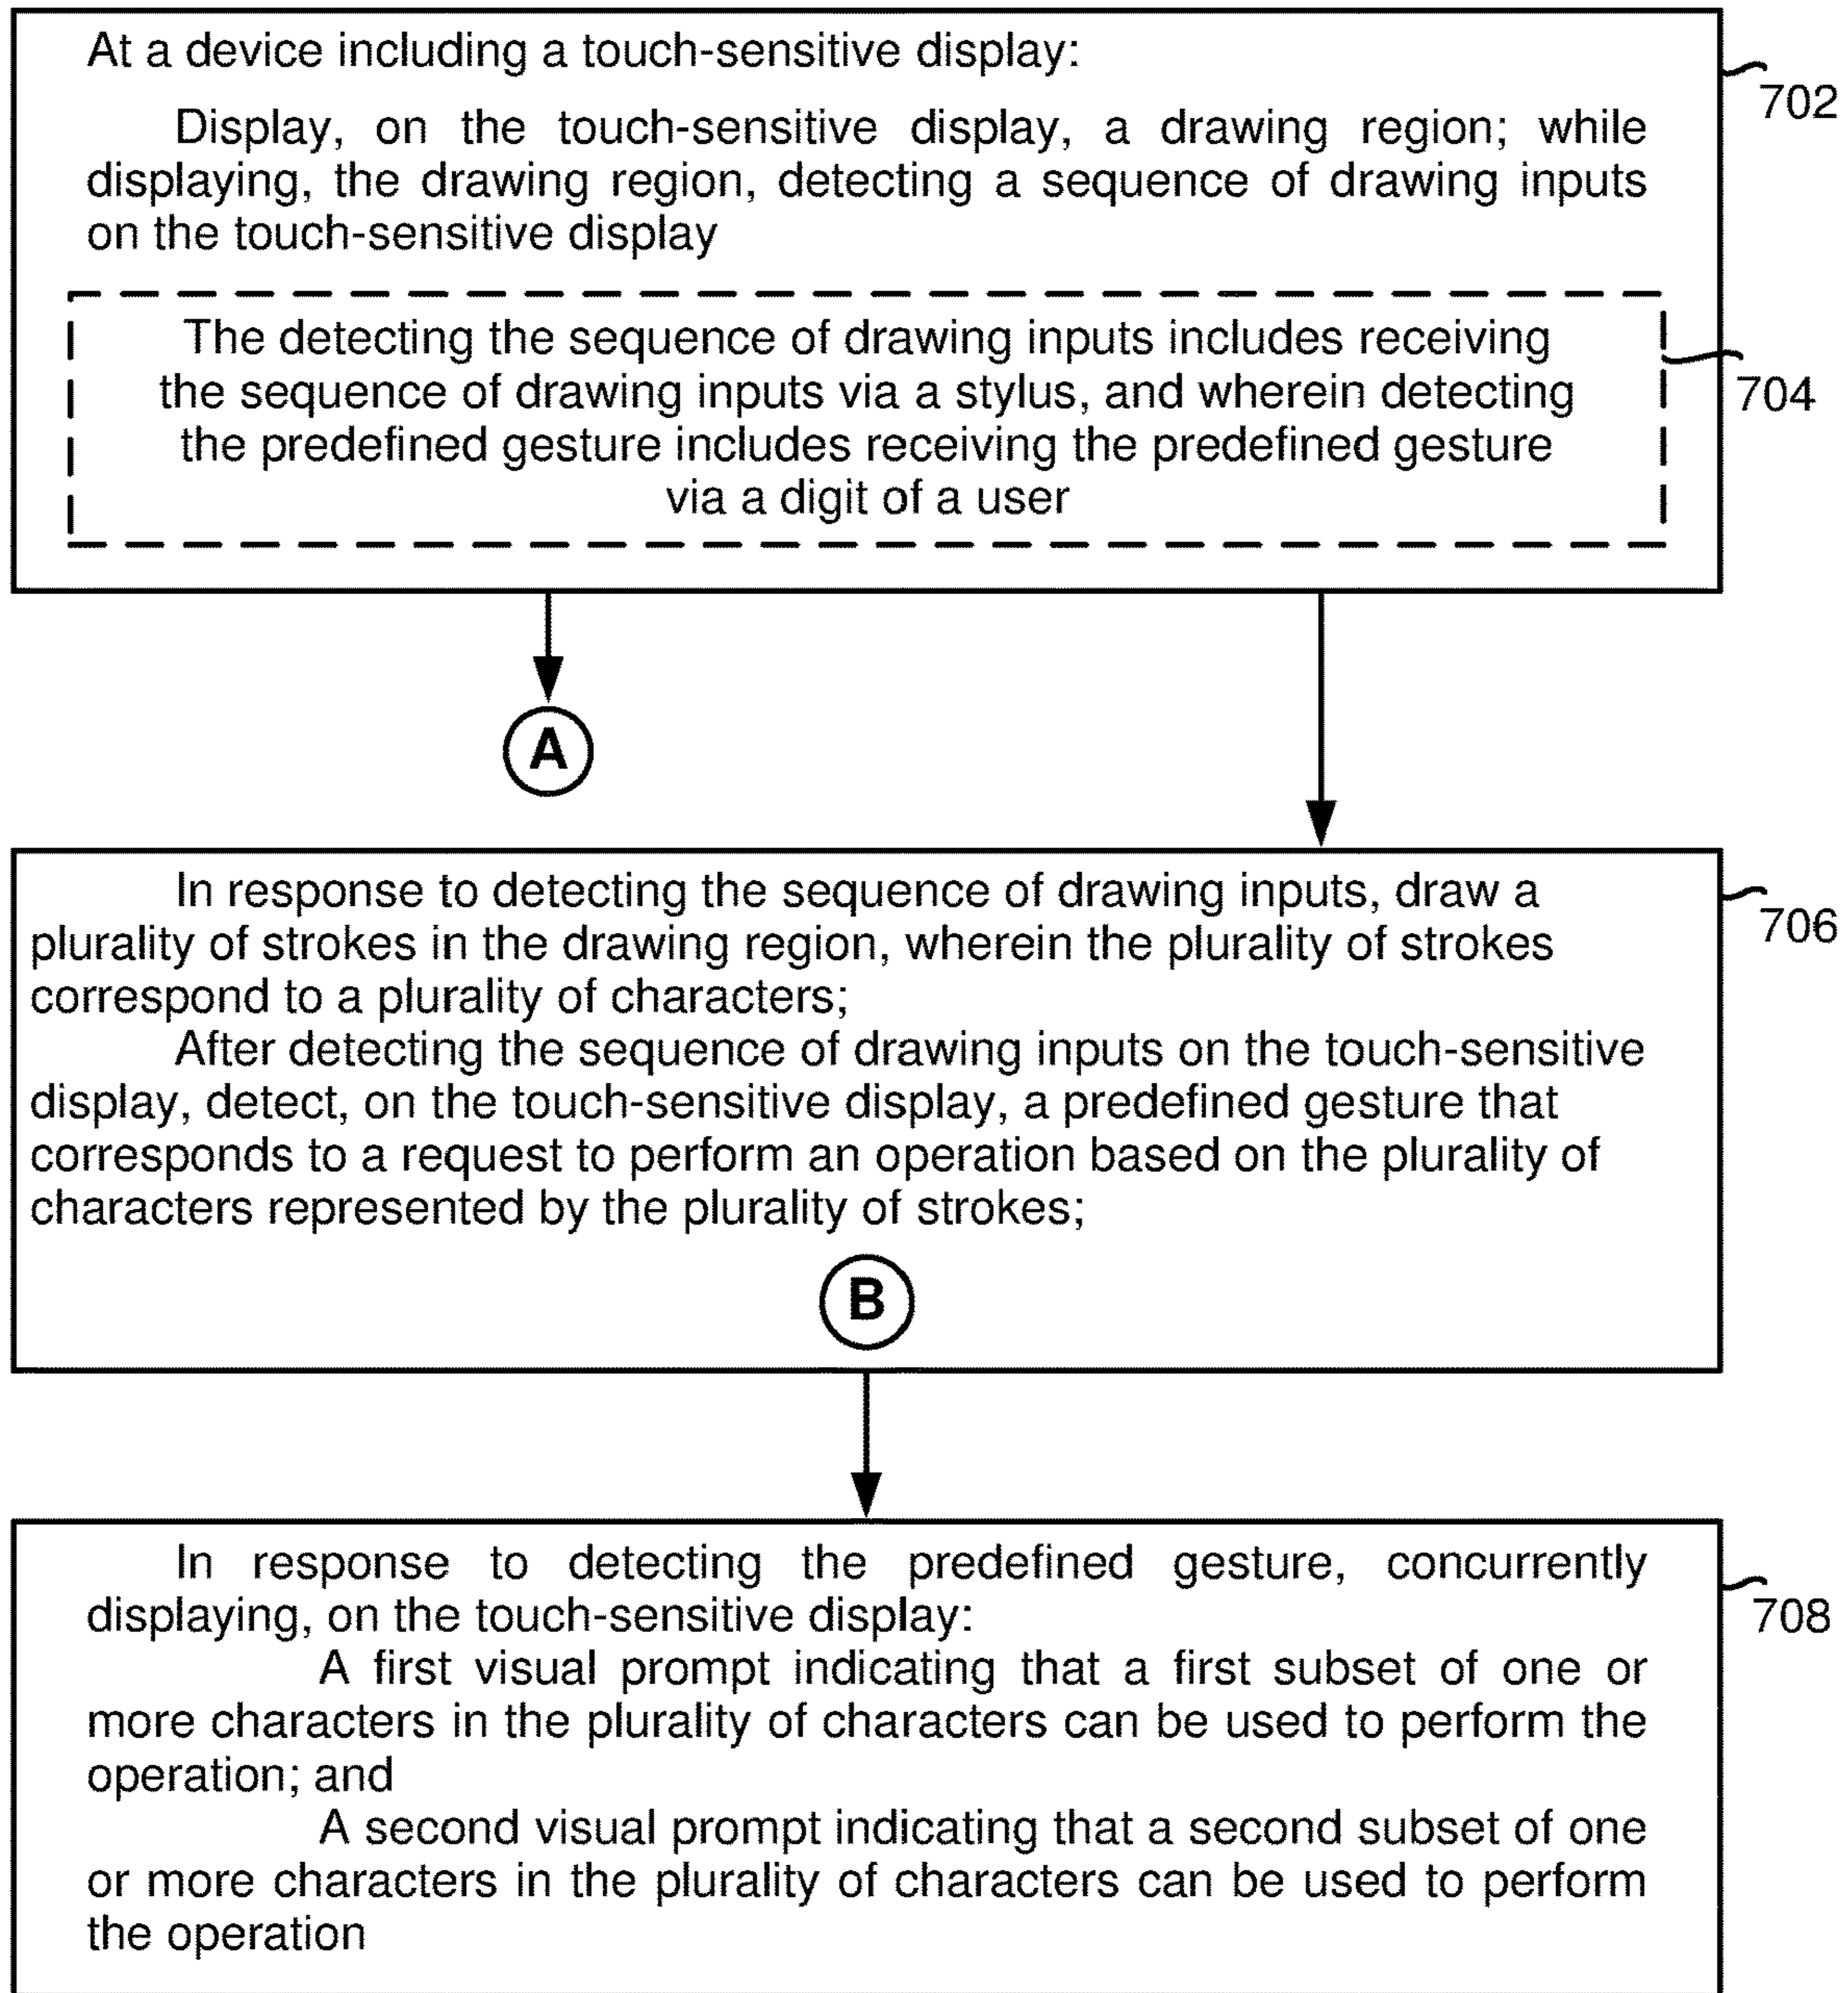 At a device including a touch-sensitive display:
Display, on the touch-sensitive display, a drawing region; while
displaying, the drawing region, detecting a sequence of drawing inputs
on the touch-sensitive display
702
The detecting the sequence of drawing inputs includes receiving
the sequence of drawing inputs via a stylus, and wherein detecting
the predefined gesture includes receiving the predefined gesture
via a digit of a user
704
A
In response to detecting the sequence of drawing inputs, draw a
plurality of strokes in the drawing region, wherein the plurality of strokes
correspond to a plurality of characters;
After detecting the sequence of drawing inputs on the touch-sensitive
display, detect, on the touch-sensitive display, a predefined gesture that
corresponds to a request to perform an operation based on the plurality of
characters represented by the plurality of strokes;
706
B
In response to detecting the predefined gesture, concurrently
displaying, on the touch-sensitive display:
A first visual prompt indicating that a first subset of one or
more characters in the plurality of characters can be used to perform the
operation; and
A second visual prompt indicating that a second subset of one
or more characters in the plurality of characters can be used to perform
the operation
708